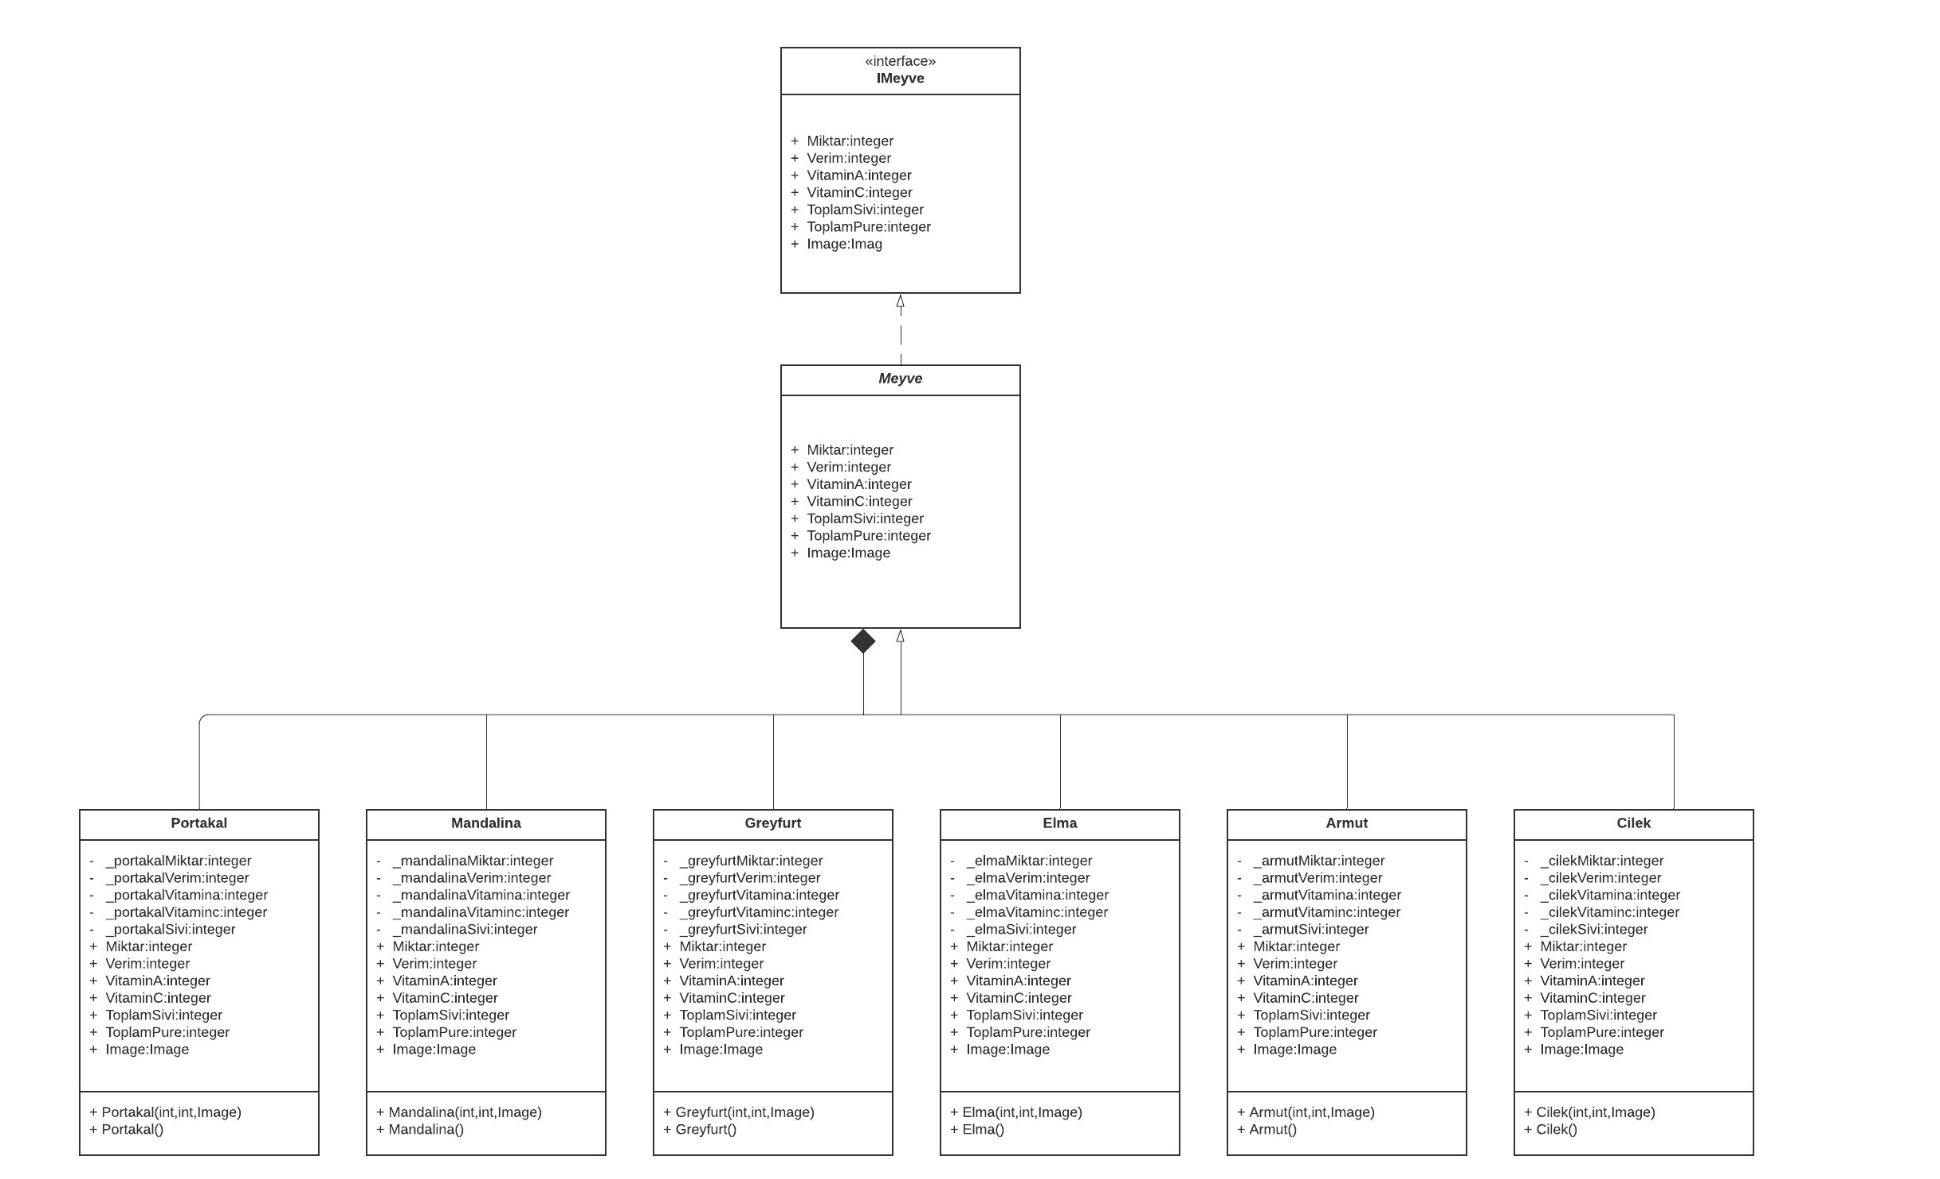 «interface»
IMeyve
+ Miktar:integer
+ Verim:integer
+ VitaminA:integer
+ VitaminC:integer
+ ToplamSivi:integer
+ ToplamPure:integer
+ Image:Imag
Meyve
+ Miktar:integer
+ Verim:integer
+ VitaminA:integer
+ VitaminC:integer
+ ToplamSivi:integer
+ ToplamPure:integer
+ Image:Image
Portakal
- _portakalMiktar:integer
- _portakalVerim:integer
- _portakalVitamina:integer
- _portakalVitaminc:integer
- _portakalSivi:integer
+ Miktar:integer
+ Verim:integer
+ VitaminA:integer
+ VitaminC:integer
+ ToplamSivi:integer
+ ToplamPure:integer
+ Image:Image
+ Portakal(int,int,Image)
+ Portakal()
Mandalina
- _mandalinaMiktar:integer
- _mandalinaVerim:integer
- _mandalinaVitamina:integer
- _mandalinaVitaminc:integer
- _mandalinaSivi:integer
+ Miktar:integer
+ Verim:integer
+ VitaminA:integer
+ VitaminC:integer
+ ToplamSivi:integer
+ ToplamPure:integer
+ Image:Image
+ Mandalina(int,int,Image)
+ Mandalina()
Greyfurt
- _greyfurtMiktar:integer
- _greyfurtVerim:integer
- _greyfurtVitamina:integer
- _greyfurtVitaminc:integer
- _greyfurtSivi:integer
+ Miktar:integer
+ Verim:integer
+ VitaminA:integer
+ VitaminC:integer
+ ToplamSivi:integer
+ ToplamPure:integer
+ Image:Image
+ Greyfurt(int,int,Image)
+ Greyfurt()
Elma
- _elmaMiktar:integer
- _elmaVerim:integer
- _elmaVitamina:integer
- _elmaVitaminc:integer
- _elmaSivi:integer
+ Miktar:integer
+ Verim:integer
+ VitaminA:integer
+ VitaminC:integer
+ ToplamSivi:integer
+ ToplamPure:integer
+ Image:Image
+ Elma(int,int,Image)
+ Elma()
Armut
- _armutMiktar:integer
- _armutVerim:integer
- _armutVitamina:integer
- _armutVitaminc:integer
- _armutSivi:integer
+ Miktar:integer
+ Verim:integer
+ VitaminA:integer
+ VitaminC:integer
+ ToplamSivi:integer
+ ToplamPure:integer
+ Image:Image
+ Armut(int,int,Image)
+ Armut()
Cilek
- _cilekMiktar:integer
- _cilekVerim:integer
- _cilekVitamina:integer
- _cilekVitaminc:integer
- _cilekSivi:integer
+ Miktar:integer
+ Verim:integer
+ VitaminA:integer
+ VitaminC:integer
+ ToplamSivi:integer
+ ToplamPure:integer
+ Image:Image
+ Cilek(int,int,Image)
+ Cilek()